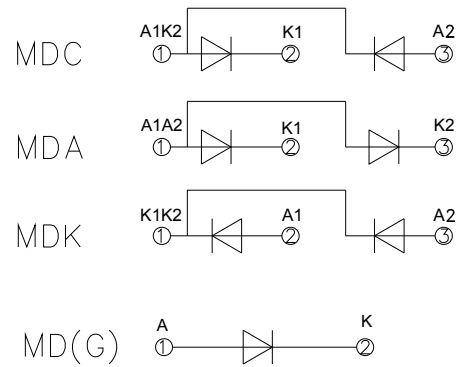 A1K2 K1 A2
MDC 1 2 3
A1A2 K1 K2
MDA 1 2 3
K1K2 A1 A2
MDK 1 2 3
A K
MD(G) 1 2